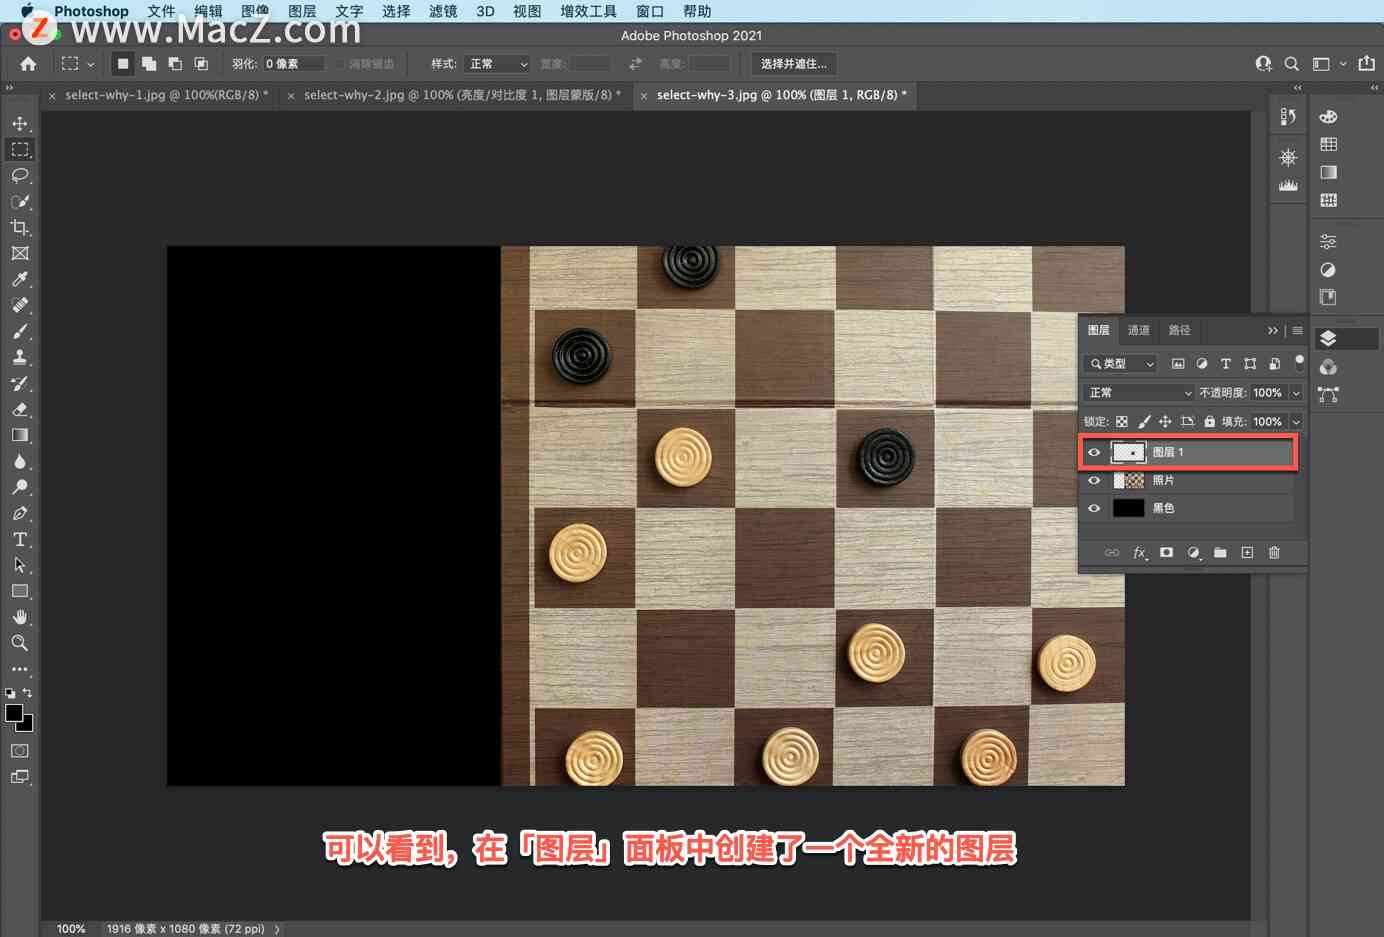 Photoshop 文件 编辑 图像 图层 文字 选择 滤镜 3D 视图 增效工具 窗口 帮助
Z www.MacZ.com
Adobe Photoshop 2021
羽化: 0 像素 消除锯齿 样式: 正常 宽度: 高度: 选择并遮住...
× select-why-1.jpg @ 100%(RGB/8) * × select-why-2.jpg @ 100% (亮度/对比度 1, 图层蒙版/8) * × select-why-3.jpg @ 100% (图层 1, RGB/8) *
图层 通道 路径
类型
正常 不透明度: 100%
锁定: 填充: 100%
图层 1
照片
黑色
fx
可以看到，在「图层」面板中创建了一个全新的图层
100% 1916 像素 x 1080 像素 (72 ppi)